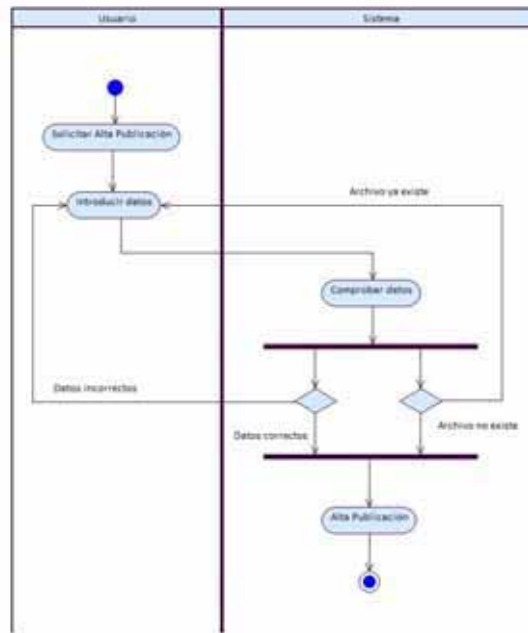 Usuario
Sistema
Solicitar Alta Publicación
Introducir datos
Archivo ya existe
Comprobar datos
Datos incorrectos
Datos correctos
Archivo no existe
Alta Publicación